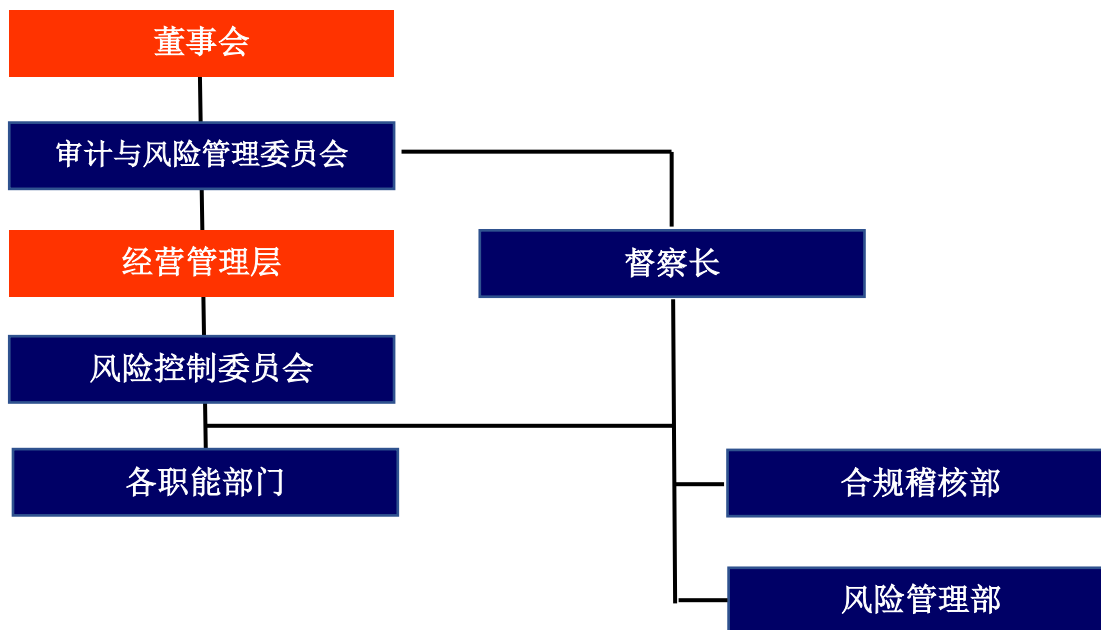 董事会
审计与风险管理委员会
经营管理层
督察长
风险控制委员会
各职能部门
合规稽核部
风险管理部